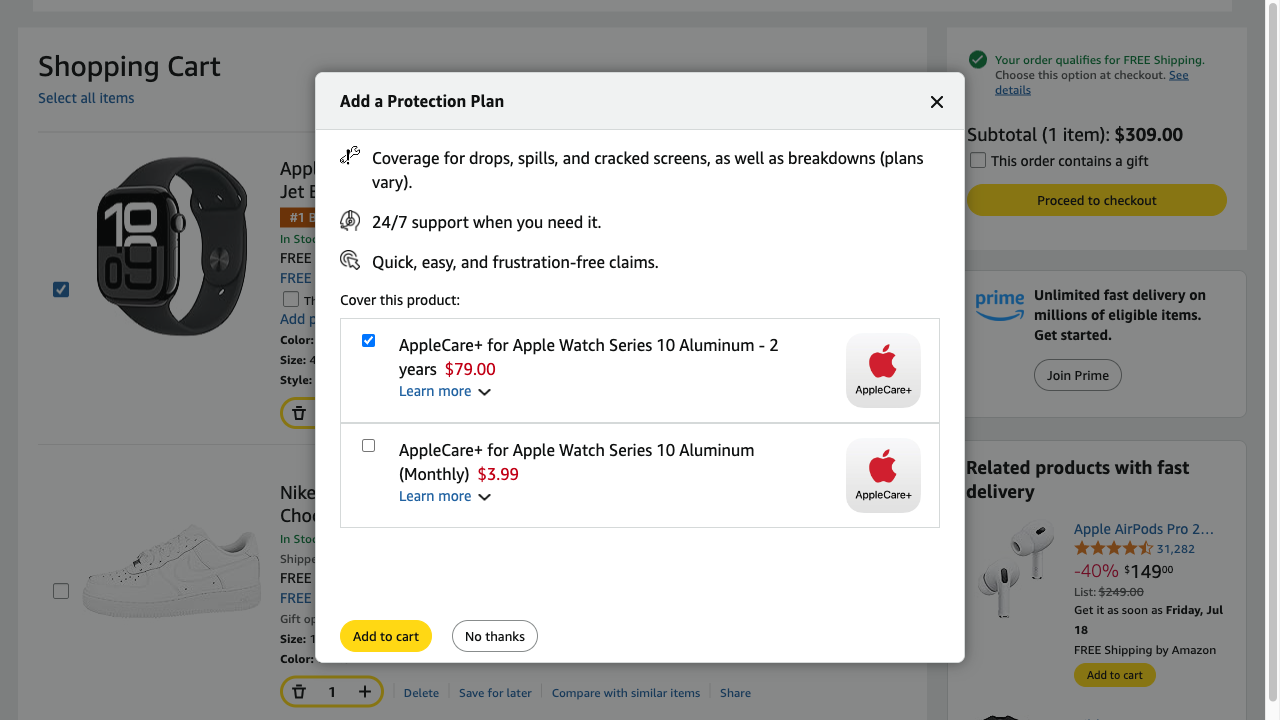 Shopping Cart
Select all items
Appl
Jet B
#1 B
In Stoc
FREE
FREE
Th
Add p
Color:
Size: 4
Style:
Nike
Choc
In Stoc
Shippe
FREE
FREE
Gift op
Size: 1
Color:
1
Delete
Save for later
Compare with similar items
Share
Add a Protection Plan
Coverage for drops, spills, and cracked screens, as well as breakdowns (plans
vary).
24/7 support when you need it.
Quick, easy, and frustration-free claims.
Cover this product:
AppleCare+ for Apple Watch Series 10 Aluminum - 2
years $79.00
Learn more
AppleCare+
AppleCare+ for Apple Watch Series 10 Aluminum
(Monthly) $3.99
Learn more
AppleCare+
Add to cart
No thanks
Your order qualifies for FREE Shipping.
Choose this option at checkout. See
details
Subtotal (1 item): $309.00
This order contains a gift
Proceed to checkout
prime
Unlimited fast delivery on
millions of eligible items.
Get started.
Join Prime
Related products with fast
delivery
Apple AirPods Pro 2…
31,282
-40% $149.00
List: $249.00
Get it as soon as Friday, Jul
18
FREE Shipping by Amazon
Add to cart